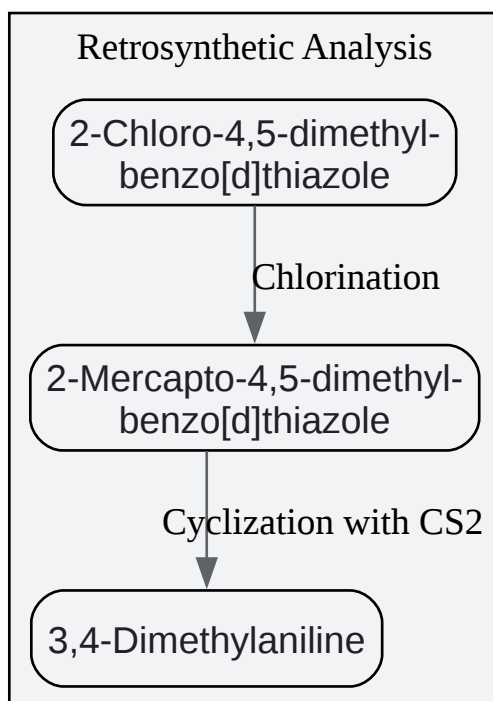 Retrosynthetic Analysis
2-Chloro-4,5-dimethyl-
benzo[d]thiazole
Chlorination
2-Mercapto-4,5-dimethyl-
benzo[d]thiazole
Cyclization with CS2
3,4-Dimethylaniline